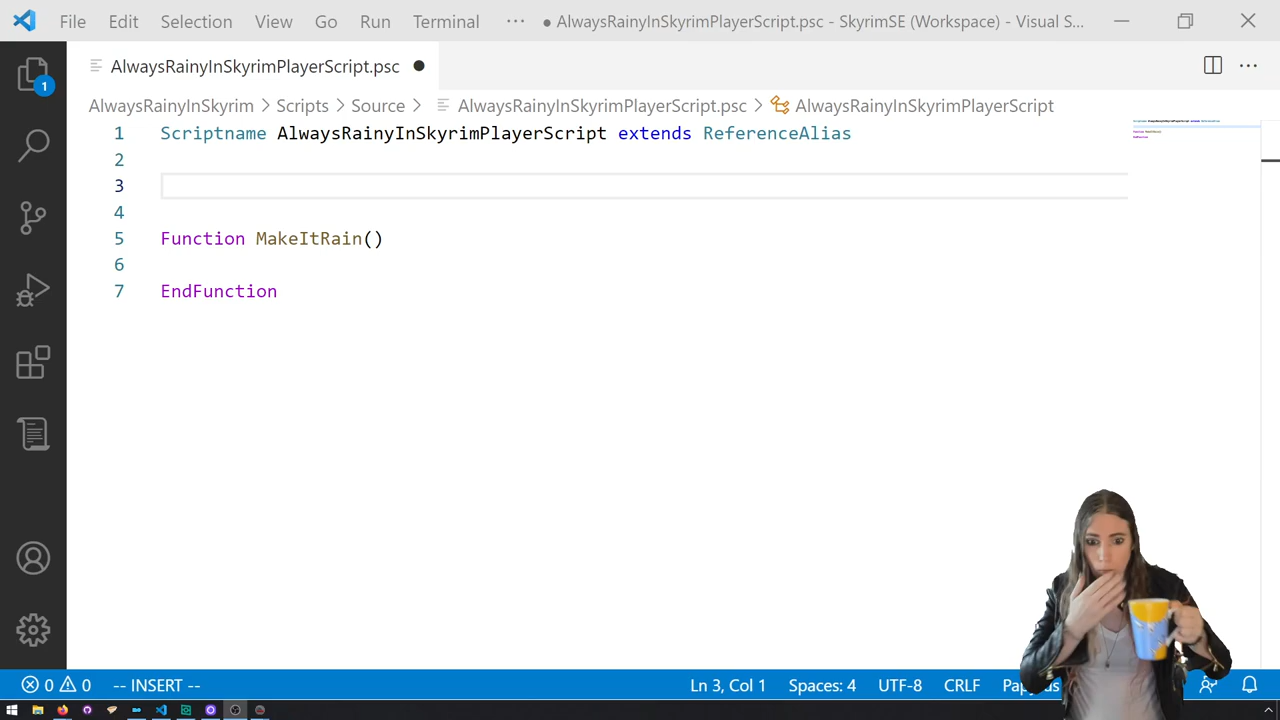 File Edit Selection View Go Run Terminal ··· ● AlwaysRainyInSkyrimPlayerScript.psc - SkyrimSE (Workspace) - Visual S...
AlwaysRainyInSkyrimPlayerScript.psc ●
1
AlwaysRainyInSkyrim > Scripts > Source > AlwaysRainyInSkyrimPlayerScript.psc > AlwaysRainyInSkyrimPlayerScript
1 Scriptname AlwaysRainyInSkyrimPlayerScript extends ReferenceAlias
2
3
4
5 Function MakeItRain()
6
7 EndFunction
0 0 -- INSERT -- Ln 3, Col 1 Spaces: 4 UTF-8 CRLF